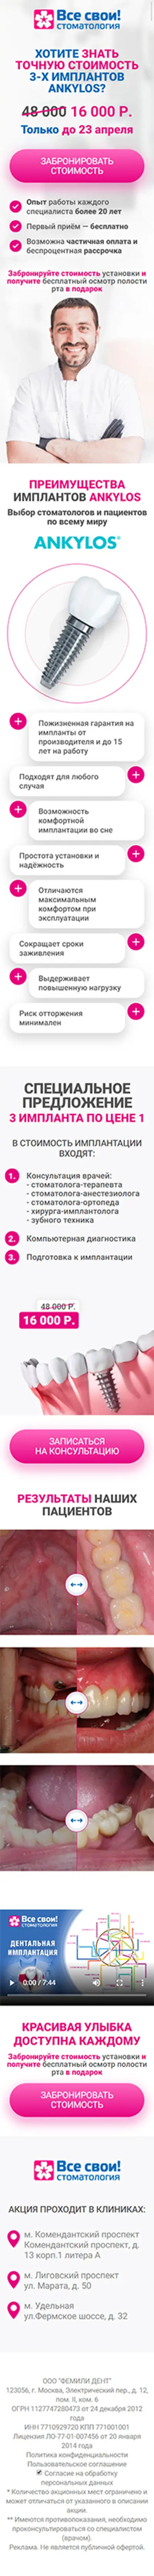 Все свои!
стоматология
ХОТИТЕ ЗНАТЬ
ТОЧНУЮ СТОИМОСТЬ
3-Х ИМПЛАНТОВ
ANKYLOS?
48 000 16 000 Р.
Только до 23 апреля
ЗАБРОНИРОВАТЬ
СТОИМОСТЬ
Опыт работы каждого
специалиста более 20 лет
Первый приём — бесплатно
Возможна частичная оплата и
беспроцентная рассрочка
Забронируйте стоимость установки и
получите бесплатный осмотр полости
рта в подарок
ПРЕИМУЩЕСТВА
ИМПЛАНТОВ ANKYLOS
Выбор стоматологов и пациентов
по всему миру
ANKYLOS®
Пожизненная гарантия на
импланты от
производителя и до 15
лет на работу
Подходят для любого
случая
Возможность
комфортной
имплантации во сне
Простота установки и
надёжность
Отличаются
максимальным
комфортом при
эксплуатации
Сокращает сроки
заживления
Выдерживает
повышенную нагрузку
Риск отторжения
минимален
СПЕЦИАЛЬНОЕ
ПРЕДЛОЖЕНИЕ
3 ИМПЛАНТА ПО ЦЕНЕ 1
В СТОИМОСТЬ ИМПЛАНТАЦИИ
ВХОДЯТ:
1. Консультация врачей:
- стоматолога-терапевта
- стоматолога-анестезиолога
- стоматолога-ортопеда
- хирурга-имплантолога
- зубного техника
2. Компьютерная диагностика
3. Подготовка к имплантации
48 000 Р.
16 000 Р.
ЗАПИСАТЬСЯ
НА КОНСУЛЬТАЦИЮ
РЕЗУЛЬТАТЫ НАШИХ
ПАЦИЕНТОВ
Все свои!
стоматология
ДЕНТАЛЬНАЯ
ИМПЛАНТАЦИЯ
0:00 / 7:44
КРАСИВАЯ УЛЫБКА
ДОСТУПНА КАЖДОМУ
Забронируйте стоимость установки и
получите бесплатный осмотр полости
рта в подарок
ЗАБРОНИРОВАТЬ
СТОИМОСТЬ
Все свои!
стоматология
АКЦИЯ ПРОХОДИТ В КЛИНИКАХ:
м. Комендантский проспект
Комендантский проспект, д.
13 корп.1 литера А
м. Лиговский проспект
ул. Марата, д. 50
м. Удельная
ул.Фермское шоссе, д. 32
ООО "ФЕМИЛИ ДЕНТ"
123056, г. Москва, Электрический пер., д. 12,
пом. II, ком. 6
ОГРН 1127747280473 от 24 декабря 2012
года
ИНН 7710929720 КПП 771001001
Лицензия ЛО-77-01-007456 от 20 января
2014 года
Политика конфиденциальности
Пользовательское соглашение
Согласие на обработку
персональных данных
* Количество акционных мест ограничено и
может отличаться от указанного в описании
акции.
** Имеются противопоказания, необходимо
проконсультироваться со специалистом
(врачом).
Реклама. Не является публичной офертой.